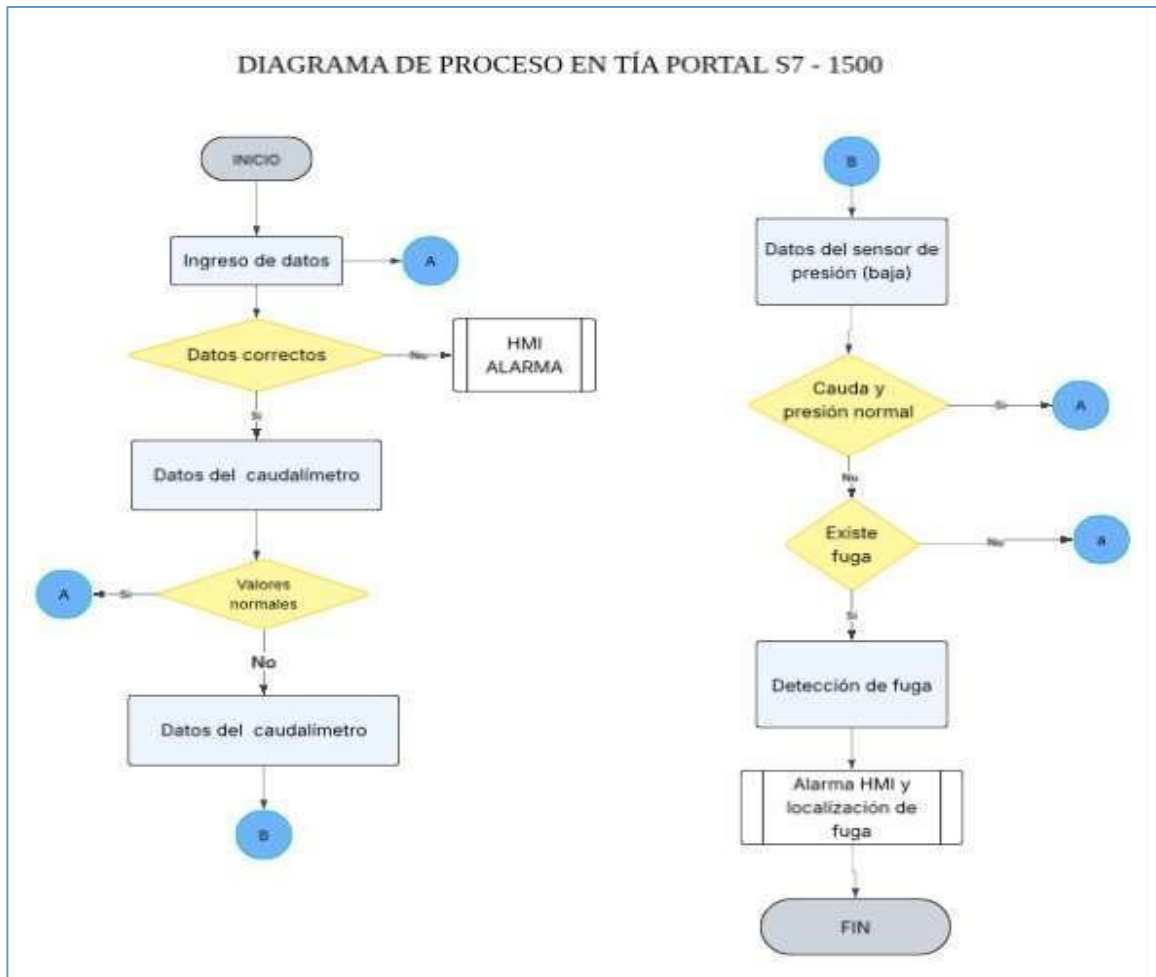 DIAGRAMA DE PROCESO EN TÍA PORTAL S7 - 1500
INICIO
Ingreso de datos
A
Datos correctos
No
HMI
ALARMA
Si
Datos del caudalímetro
Valores
normales
Si
A
No
Datos del caudalímetro
B
B
Datos del sensor de
presión (baja)
Cauda y
presión normal
Si
A
No
Existe
fuga
No
a
Si
Detección de fuga
Alarma HMI y
localización de
fuga
FIN